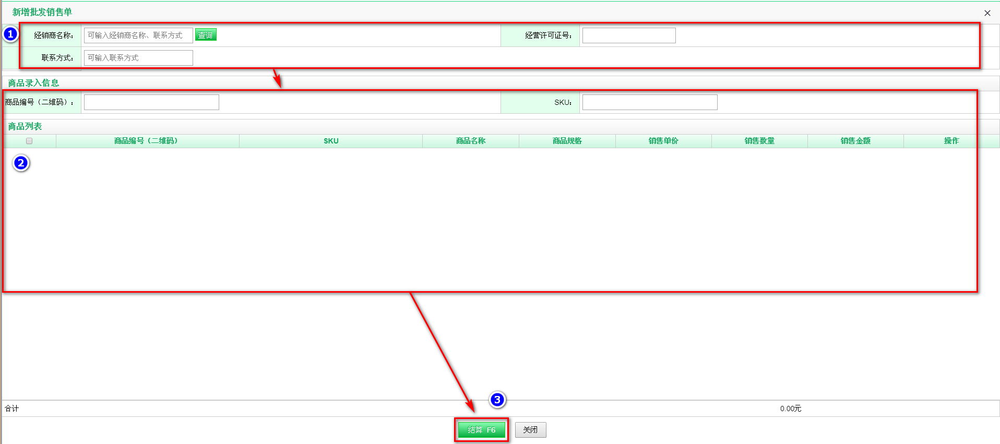 新增批发销售单
×
1
经销商名称：
可输入经销商名称、联系方式
查询
经营许可证号：
联系方式：
可输入联系方式
商品录入信息
商品编号（二维码）：
SKU：
商品列表
商品编号（二维码） SKU 商品名称 商品规格 销售单价 销售数量 销售金额 操作
2
3
合计 0.00元
结算 F6
关闭